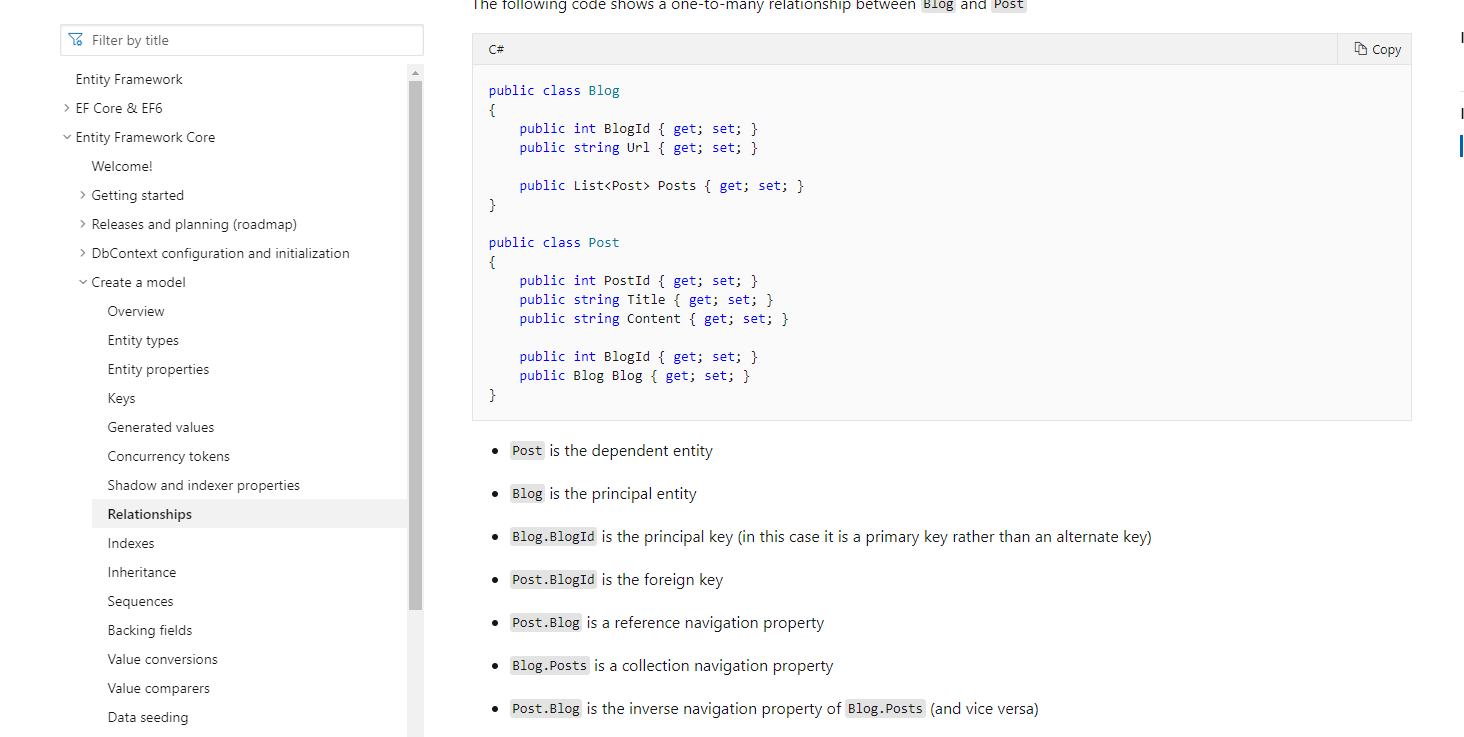 Filter by title
Entity Framework
EF Core & EF6
Entity Framework Core
Welcome!
Getting started
Releases and planning (roadmap)
DbContext configuration and initialization
Create a model
Overview
Entity types
Entity properties
Keys
Generated values
Concurrency tokens
Shadow and indexer properties
Relationships
Indexes
Inheritance
Sequences
Backing fields
Value conversions
Value comparers
Data seeding
The following code shows a one-to-many relationship between Blog and Post
C#
Copy
public class Blog
{
    public int BlogId { get; set; }
    public string Url { get; set; }

    public List<Post> Posts { get; set; }
}

public class Post
{
    public int PostId { get; set; }
    public string Title { get; set; }
    public string Content { get; set; }

    public int BlogId { get; set; }
    public Blog Blog { get; set; }
}
• Post is the dependent entity
• Blog is the principal entity
• Blog.BlogId is the principal key (in this case it is a primary key rather than an alternate key)
• Post.BlogId is the foreign key
• Post.Blog is a reference navigation property
• Blog.Posts is a collection navigation property
• Post.Blog is the inverse navigation property of Blog.Posts (and vice versa)